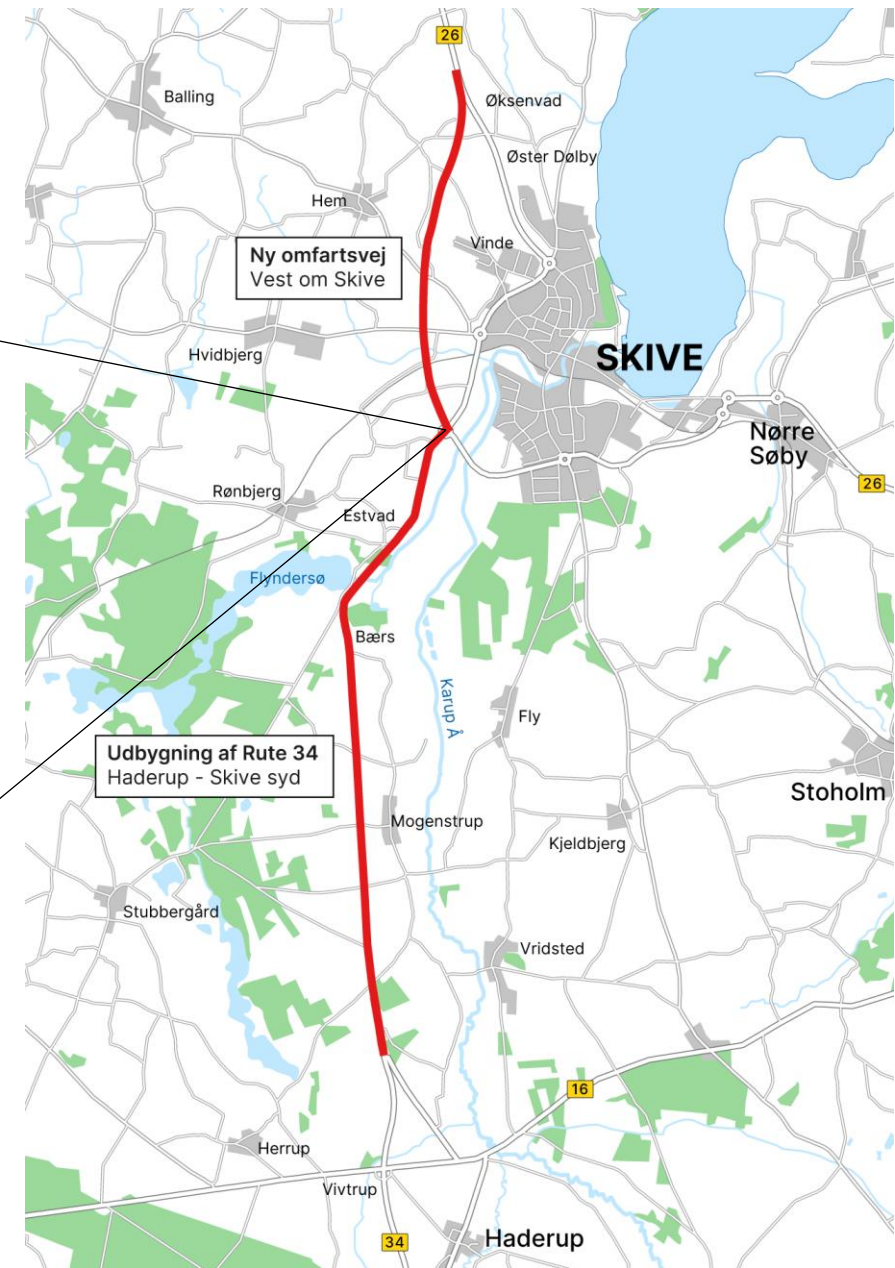 26
Balling
Øksenvad
Øster Dølby
Hem
Ny omfartsvej
Vest om Skive
Vinde
Hvidbjerg
SKIVE
Nørre
Søby
Rønbjerg
26
Estvad
Flyndersø
Bærs
Karup Å
Fly
Udbygning af Rute 34
Haderup - Skive syd
Stoholm
Mogenstrup
Kjeldbjerg
Stubbergård
Vridsted
16
Herrup
Vivtrup
34
Haderup